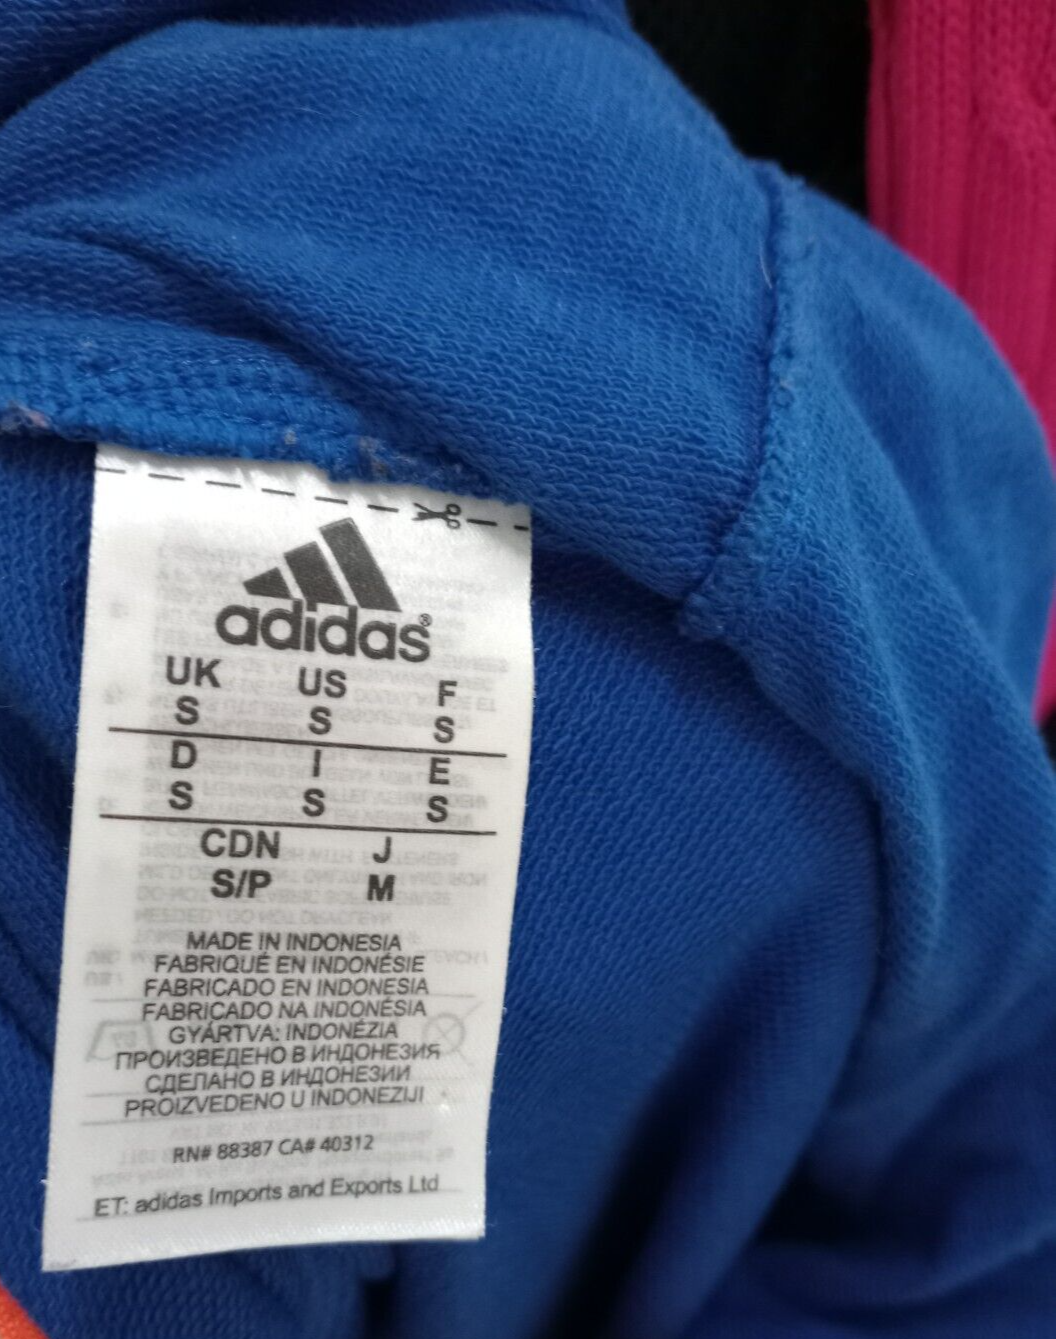 adidas®
UK US F
S S S
D I E
S S S
CDN J
S/P M
MADE IN INDONESIA
FABRIQUÉ EN INDONÉSIE
FABRICADO EN INDONESIA
FABRICADO NA INDONÉSIA
GYÁRTVA: INDONÉZIA
ПРОИЗВЕДЕНО В ИНДОНЕЗИЯ
СДЕЛАНО В ИНДОНЕЗИИ
PROIZVEDENO U INDONEZIJI
RN# 88387 CA# 40312
ET: adidas Imports and Exports Ltd